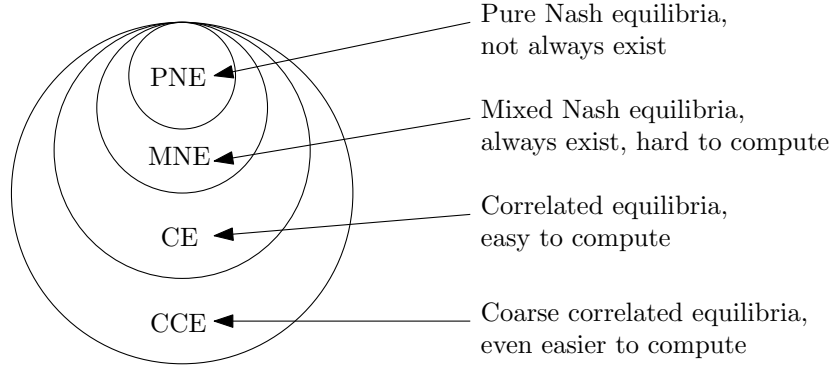 Pure Nash equilibria,
not always exist
PNE
Mixed Nash equilibria,
always exist, hard to compute
MNE
Correlated equilibria,
easy to compute
CE
Coarse correlated equilibria,
even easier to compute
CCE